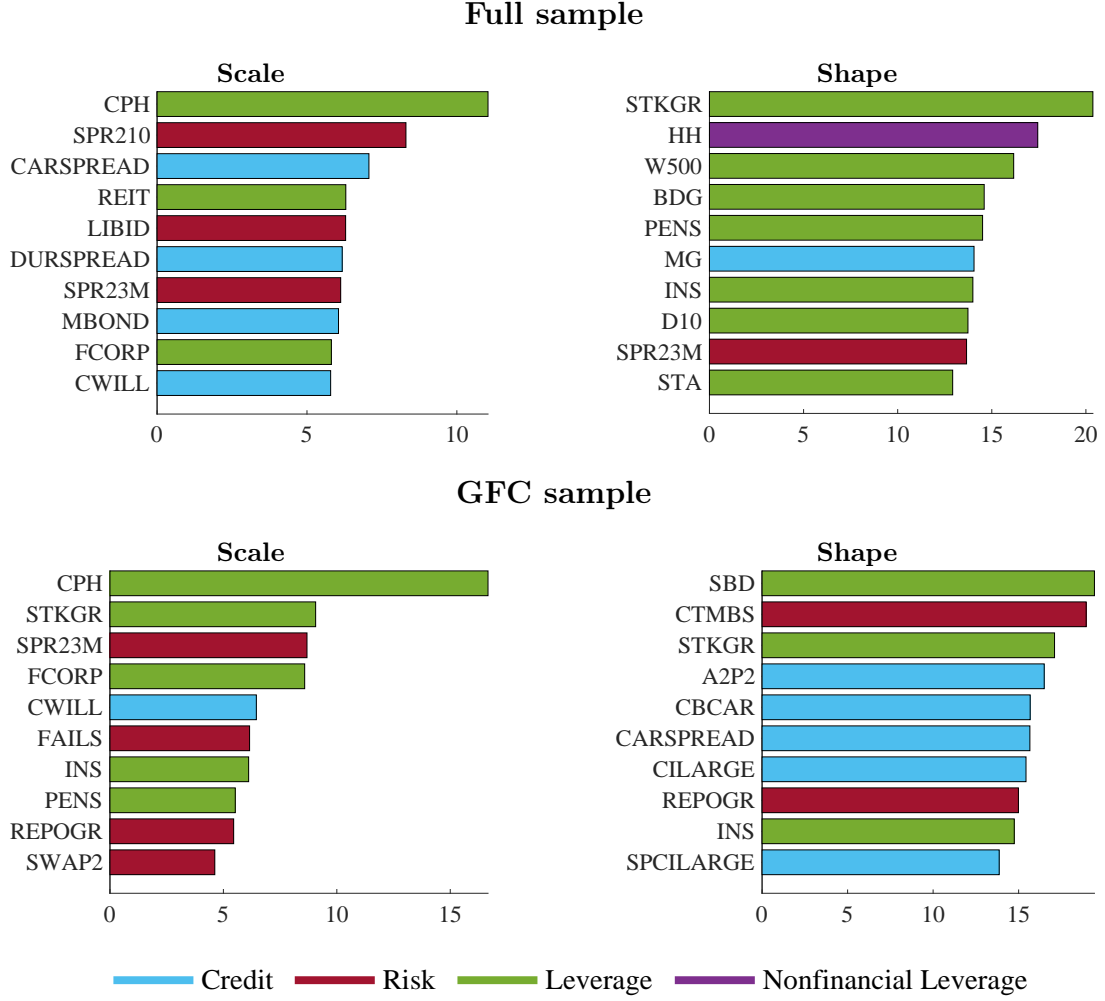 Full sample
Scale
CPH
SPR210
CARSPREAD
REIT
LIBID
DURSPREAD
SPR23M
MBOND
FCORP
CWILL
0 5 10
Shape
STKGR
HH
W500
BDG
PENS
MG
INS
D10
SPR23M
STA
0 5 10 15 20
GFC sample
Scale
CPH
STKGR
SPR23M
FCORP
CWILL
FAILS
INS
PENS
REPOGR
SWAP2
0 5 10 15
Shape
SBD
CTMBS
STKGR
A2P2
CBCAR
CARSPREAD
CILARGE
REPOGR
INS
SPCILARGE
0 5 10 15
Credit Risk Leverage Nonfinancial Leverage